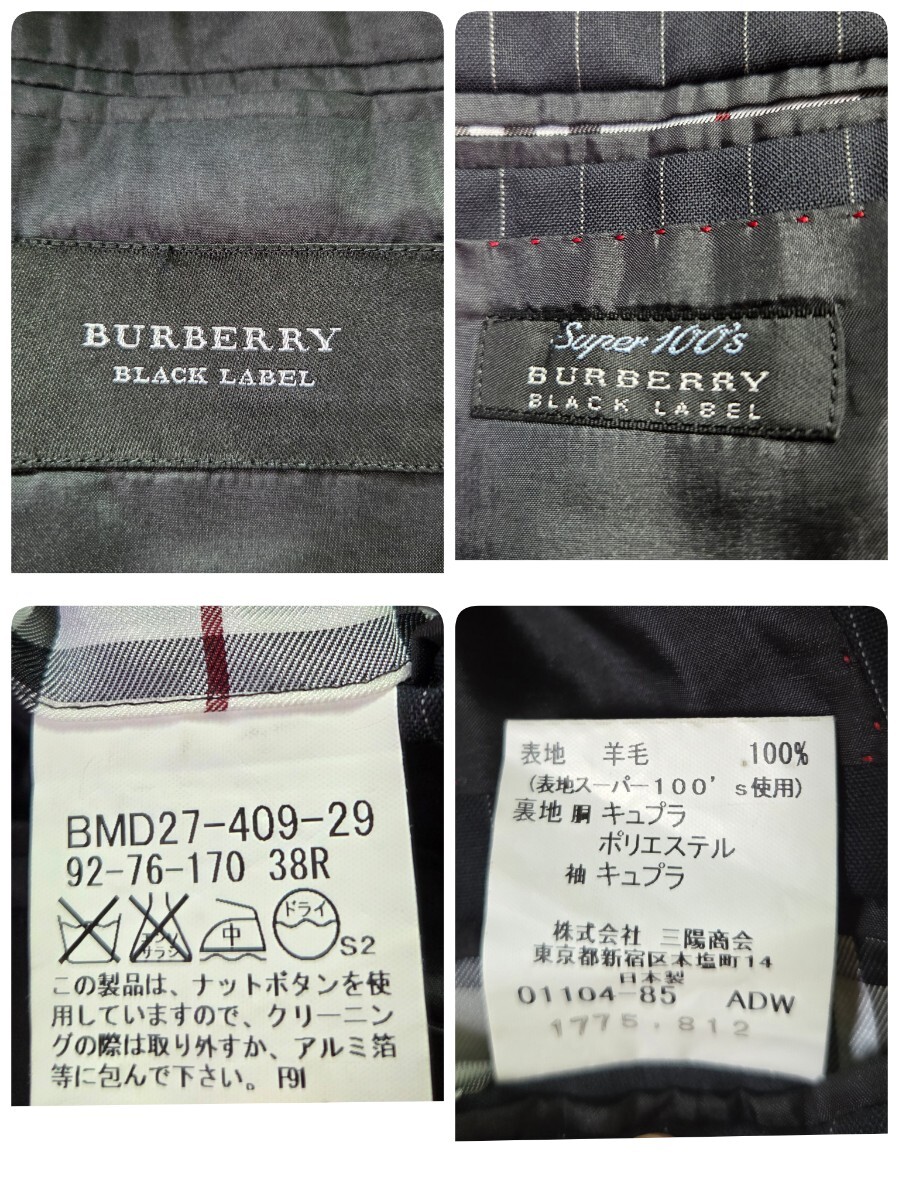 BURBERRY
BLACK LABEL
Super 100's
BURBERRY
BLACK LABEL
BMD27-409-29
92-76-170 38R
エンソ
サラシ
中
ドライ
S2
この製品は、ナットボタンを使
用していますので、クリーニン
グの際は取り外すか、アルミ箔
等に包んで下さい。F91
表地 羊毛 100%
(表地スーパー100's使用)
裏地 胴 キュプラ
ポリエステル
袖 キュプラ
株式会社 三陽商会
東京都新宿区本塩町14
日本製
01104-85 ADW
1775.812